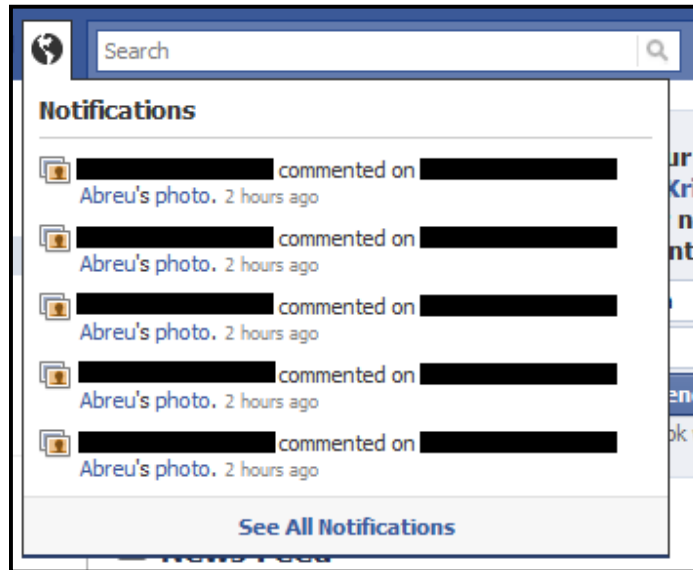 Search
Notifications
commented on
Abreu's photo. 2 hours ago
commented on
Abreu's photo. 2 hours ago
commented on
Abreu's photo. 2 hours ago
commented on
Abreu's photo. 2 hours ago
commented on
Abreu's photo. 2 hours ago
See All Notifications
News Feed